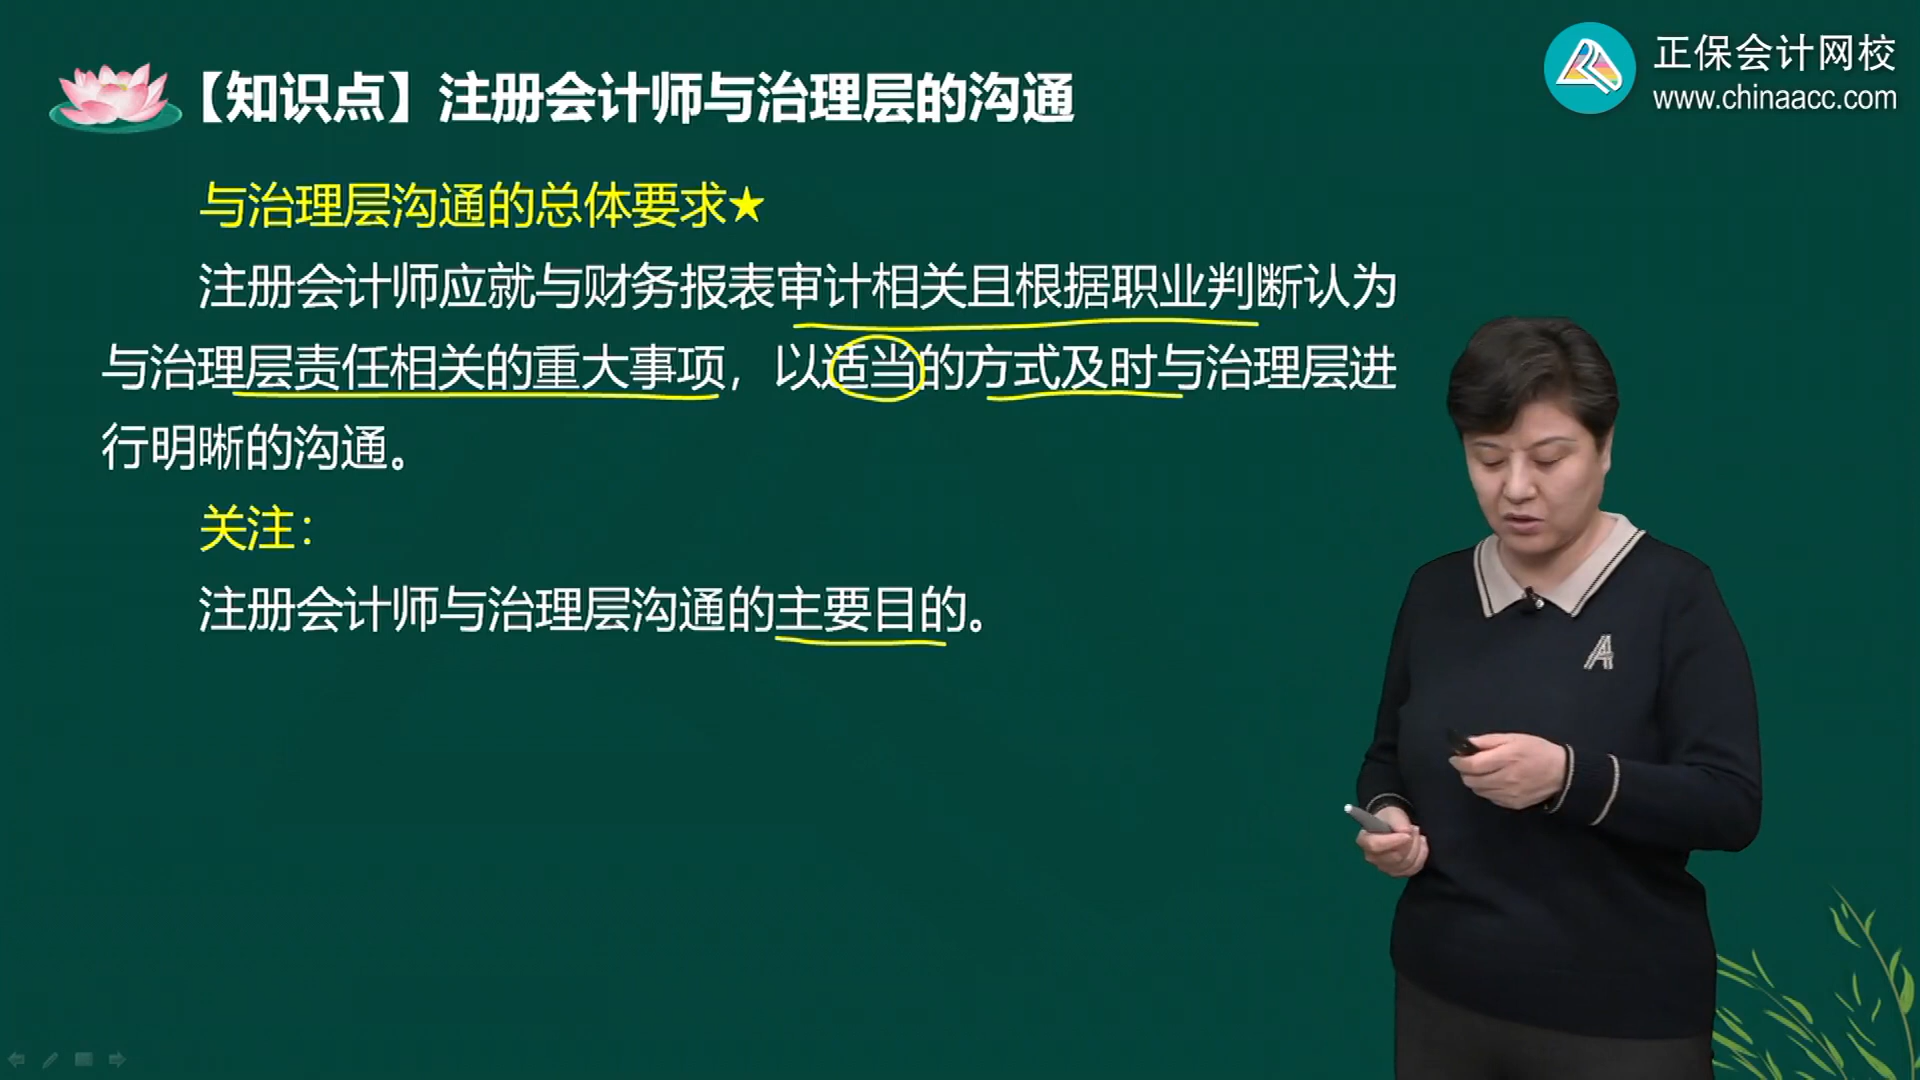 正保会计网校
www.chinaacc.com
【知识点】注册会计师与治理层的沟通
与治理层沟通的总体要求★
注册会计师应就与财务报表审计相关且根据职业判断认为
与治理层责任相关的重大事项，以适当的方式及时与治理层进
行明晰的沟通。
关注：
注册会计师与治理层沟通的主要目的。
A